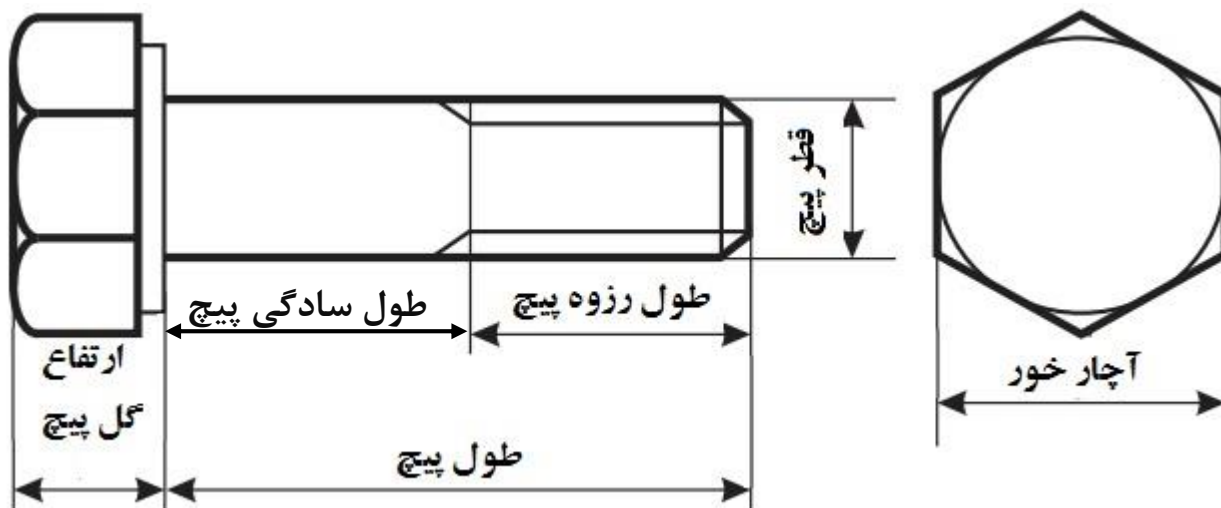 قطر پیچ
طول سادگی پیچ
طول رزوه پیچ
ارتفاع
گل پیچ
آچار خور
طول پیچ